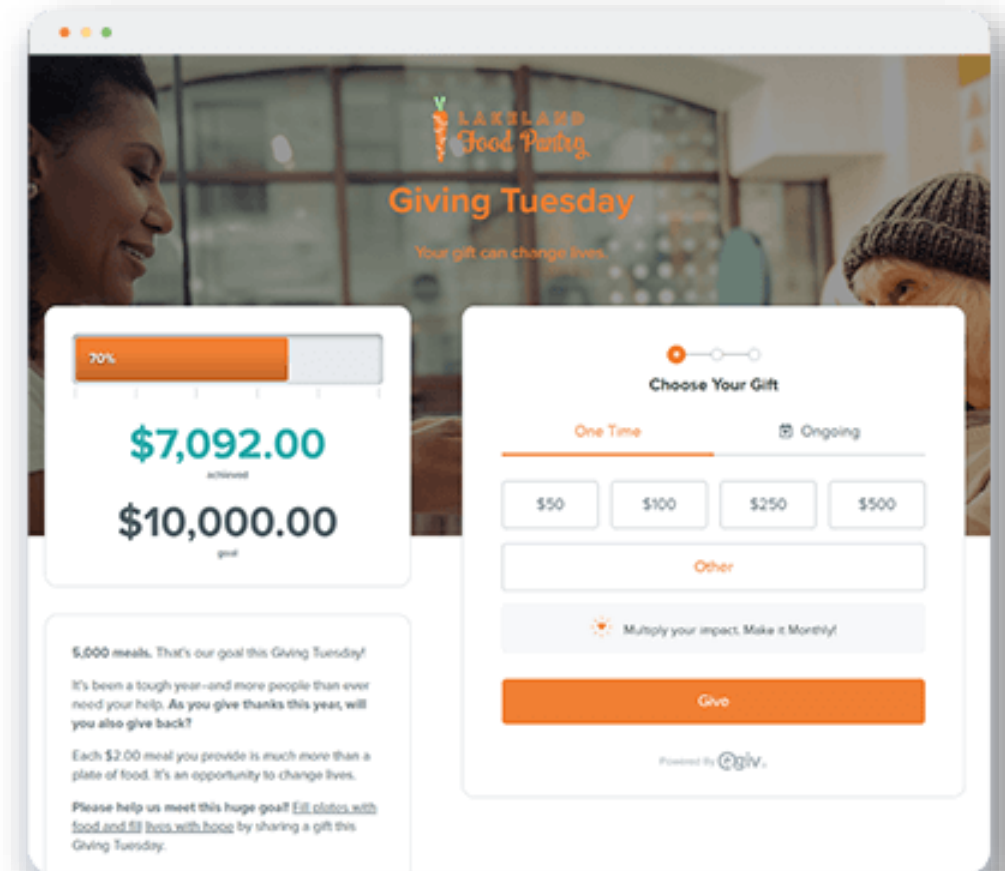 LAKELAND
Food Pantry
Giving Tuesday
Your gift can change lives.
70%
$7,092.00
achieved
$10,000.00
goal
5,000 meals. That's our goal this Giving Tuesday!
It's been a tough year–and more people than ever
need your help. As you give thanks this year, will
you also give back?
Each $2.00 meal you provide is much more than a
plate of food. It's an opportunity to change lives.
Please help us meet this huge goal! Fill plates with
food and fill lives with hope by sharing a gift this
Giving Tuesday.
Choose Your Gift
One Time Ongoing
$50 $100 $250 $500
Other
Multiply your impact. Make it Monthly!
Give
Powered By Qgiv